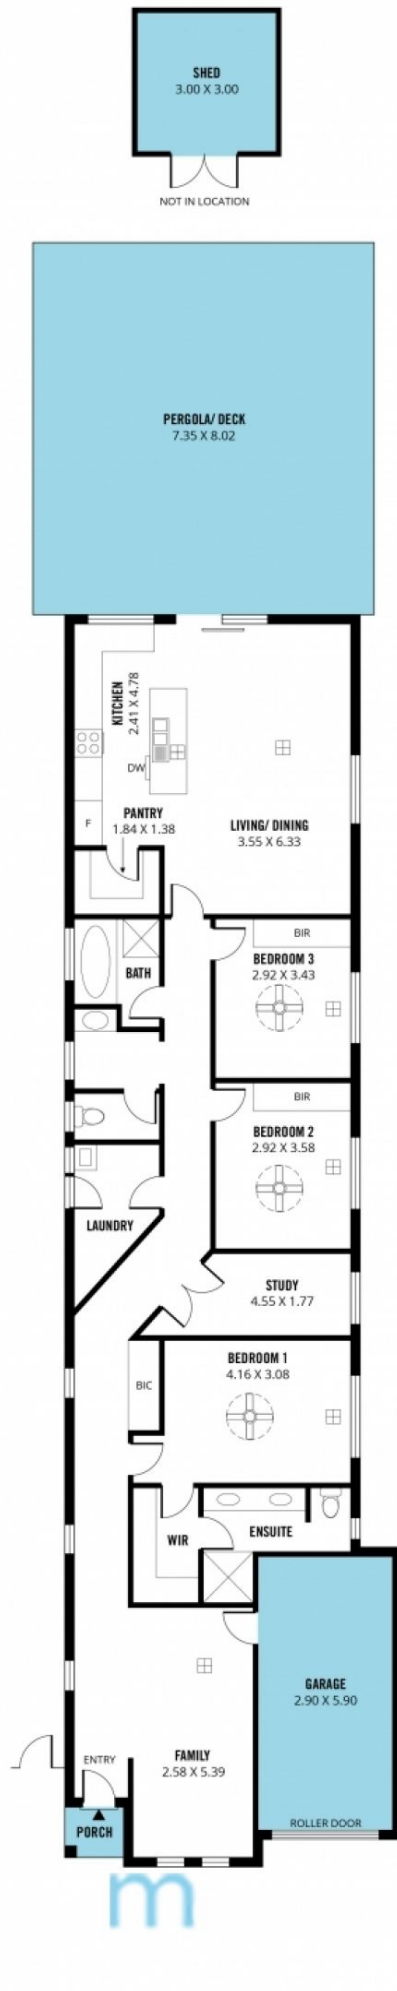 SHED
3.00 X 3.00
NOT IN LOCATION
PERGOLA/ DECK
7.35 X 8.02
KITCHEN
2.41 X 4.78
DW
F
PANTRY
1.84 X 1.38
LIVING/ DINING
3.55 X 6.33
BIR
BEDROOM 3
2.92 X 3.43
BATH
BIR
BEDROOM 2
2.92 X 3.58
LAUNDRY
STUDY
4.55 X 1.77
BEDROOM 1
4.16 X 3.08
BIC
WIR
ENSUITE
GARAGE
2.90 X 5.90
ENTRY
FAMILY
2.58 X 5.39
ROLLER DOOR
PORCH
m